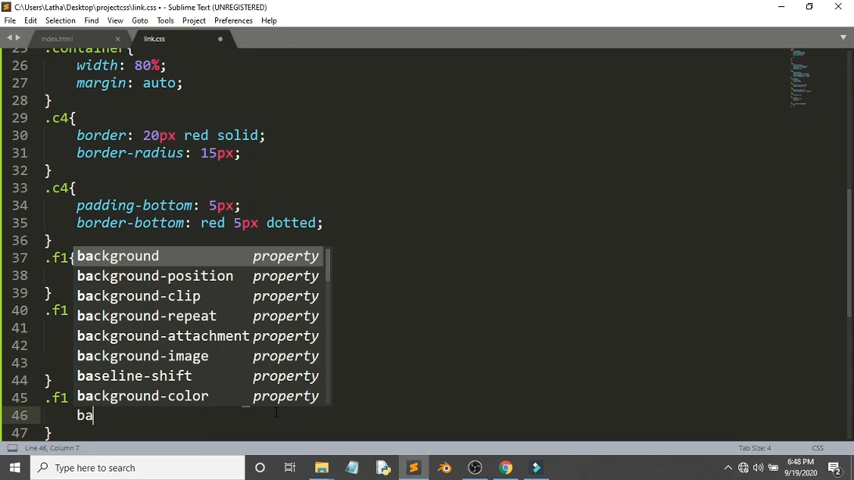 C:\Users\Latha\Desktop\projectcss\link.css • - Sublime Text (UNREGISTERED)
File Edit Selection Find View Goto Tools Project Preferences Help
index.html × link.css
25 .container{
26 width: 80%;
27 margin: auto;
28 }
29 .c4{
30 border: 20px red solid;
31 border-radius: 15px;
32 }
33 .c4{
34 padding-bottom: 5px;
35 border-bottom: red 5px dotted;
36 }
37 .f1{
38
39 }
40 .f1
41
42
43
44 }
45 .f1
46 ba
47 }
background property
background-position property
background-clip property
background-repeat property
background-attachment property
background-image property
baseline-shift property
background-color property
Line 46, Column 7 Tab Size: 4 CSS
Type here to search
6:48 PM
9/19/2020
2